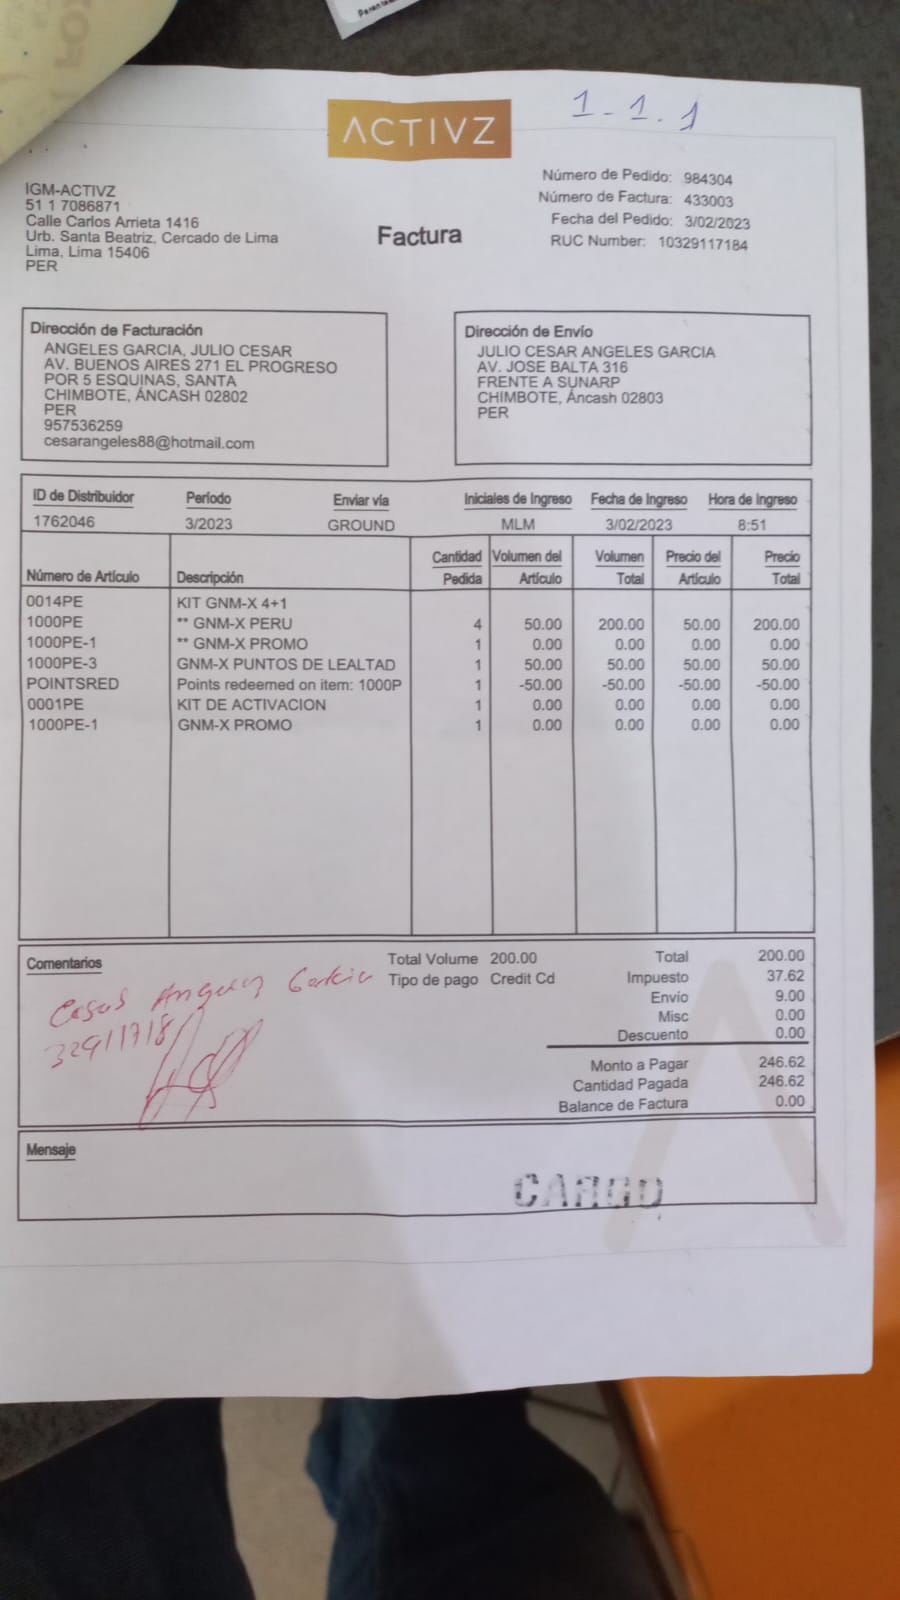 ACTIVZ
1-1.1
IGM-ACTIVZ
51 1 7086871
Calle Carlos Arrieta 1416
Urb. Santa Beatriz, Cercado de Lima
Lima, Lima 15406
PER
Factura
Número de Pedido: 984304
Número de Factura: 433003
Fecha del Pedido: 3/02/2023
RUC Number: 10329117184
Dirección de Facturación
ANGELES GARCIA, JULIO CESAR
AV. BUENOS AIRES 271 EL PROGRESO
POR 5 ESQUINAS, SANTA
CHIMBOTE, ÁNCASH 02802
PER
957536259
cesarangeles88@hotmail.com
Dirección de Envío
JULIO CESAR ANGELES GARCIA
AV. JOSE BALTA 316
FRENTE A SUNARP
CHIMBOTE, Áncash 02803
PER
ID de Distribuidor Período Enviar vía Iniciales de Ingreso Fecha de Ingreso Hora de Ingreso
1762046 3/2023 GROUND MLM 3/02/2023 8:51
Cantidad Volumen del Volumen Precio del Precio
Número de Artículo Descripción Pedida Artículo Total Artículo Total
0014PE KIT GNM-X 4+1
1000PE ** GNM-X PERU 4 50.00 200.00 50.00 200.00
1000PE-1 ** GNM-X PROMO 1 0.00 0.00 0.00 0.00
1000PE-3 GNM-X PUNTOS DE LEALTAD 1 50.00 50.00 50.00 50.00
POINTSRED Points redeemed on item: 1000P 1 -50.00 -50.00 -50.00 -50.00
0001PE KIT DE ACTIVACION 1 0.00 0.00 0.00 0.00
1000PE-1 GNM-X PROMO 1 0.00 0.00 0.00 0.00
Comentarios
Garcia
Total Volume 200.00
Tipo de pago Credit Cd
Total 200.00
Impuesto 37.62
Envio 9.00
Misc 0.00
Descuento 0.00
Monto a Pagar 246.62
Cantidad Pagada 246.62
Balance de Factura 0.00
Mensaje
CARGO